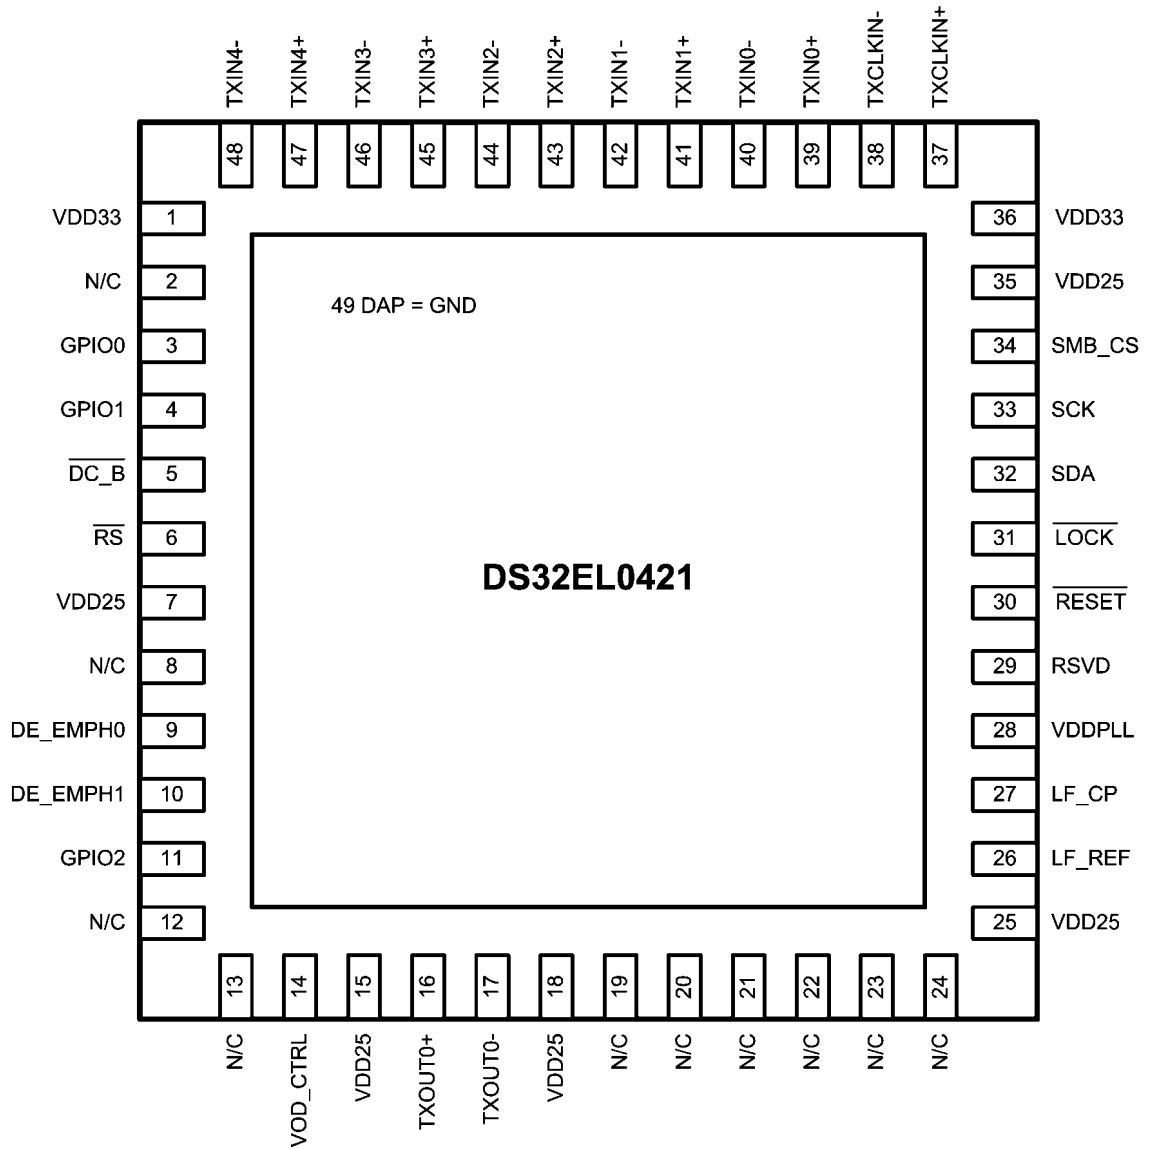 TXIN4-
TXIN4+
TXIN3-
TXIN3+
TXIN2-
TXIN2+
TXIN1-
TXIN1+
TXIN0-
TXIN0+
TXCLKIN-
TXCLKIN+
48
47
46
45
44
43
42
41
40
39
38
37
VDD33 1
N/C 2
GPIO0 3
GPIO1 4
DC_B 5
RS 6
VDD25 7
N/C 8
DE_EMPH0 9
DE_EMPH1 10
GPIO2 11
N/C 12
49 DAP = GND
DS32EL0421
36 VDD33
35 VDD25
34 SMB_CS
33 SCK
32 SDA
31 LOCK
30 RESET
29 RSVD
28 VDDPLL
27 LF_CP
26 LF_REF
25 VDD25
13
14
15
16
17
18
19
20
21
22
23
24
N/C
VOD_CTRL
VDD25
TXOUT0+
TXOUT0-
VDD25
N/C
N/C
N/C
N/C
N/C
N/C